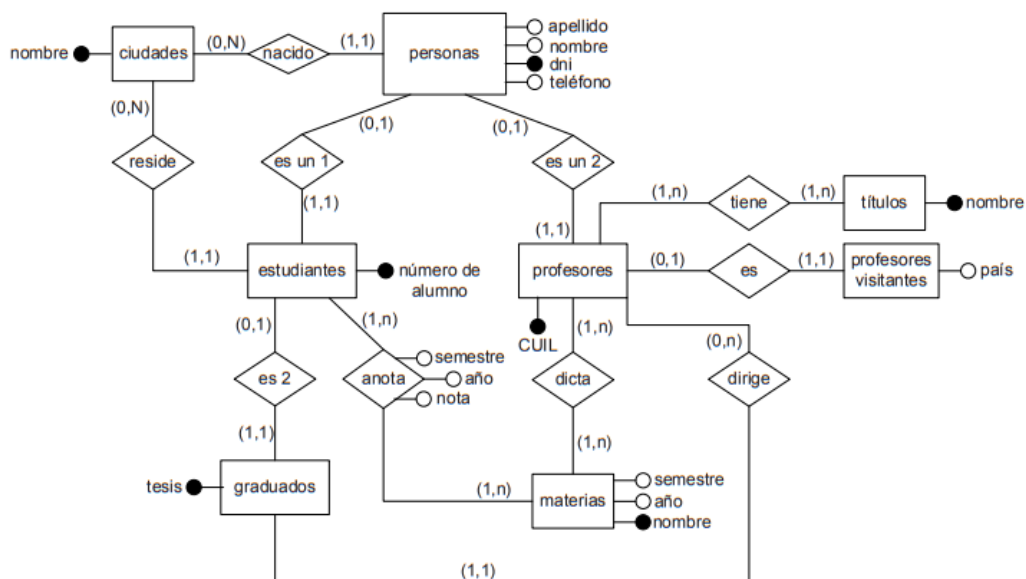 apellido
nombre
dni
teléfono
nombre
ciudades
(0,N)
nacido
(1,1)
personas
(0,N)
(0,1)
(0,1)
reside
es un 1
es un 2
(1,1)
(1,1)
(1,n)
tiene
(1,n)
títulos
nombre
(1,1)
estudiantes
número de
alumno
profesores
(0,1)
es
(1,1)
profesores
visitantes
país
CUIL
(0,1)
(1,n)
(1,n)
(0,n)
es 2
anota
semestre
año
nota
dicta
dirige
(1,1)
(1,n)
tesis
graduados
(1,n)
materias
semestre
año
nombre
(1,1)